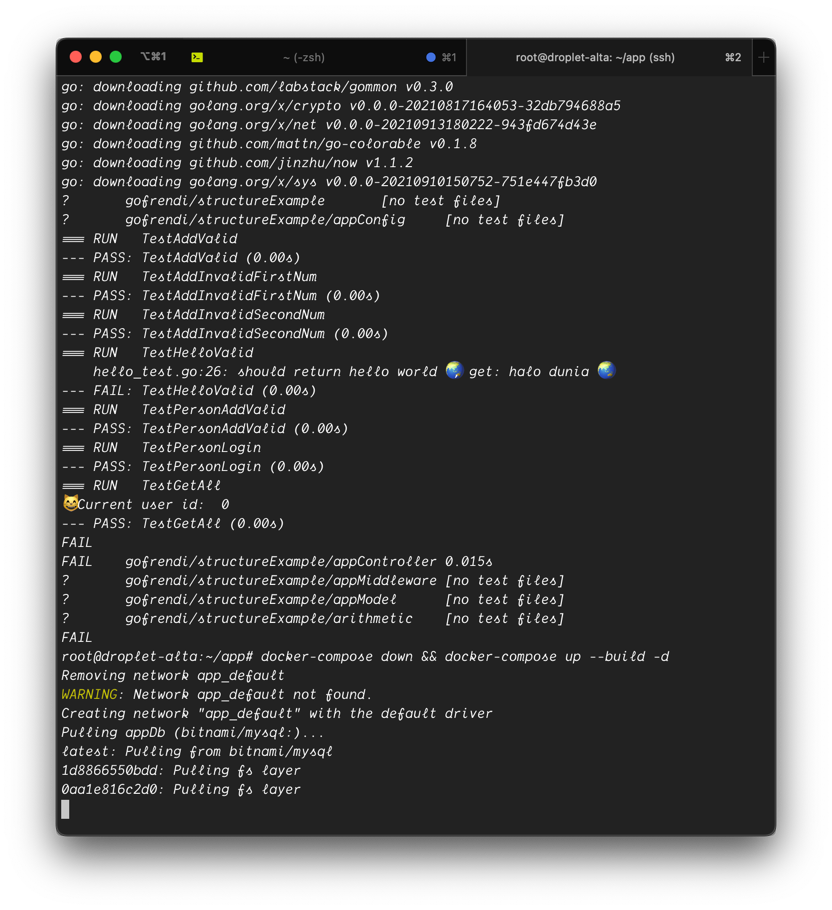 ⌥⌘1 ~ (-zsh) ⌘1 root@droplet-alta: ~/app (ssh) ⌘2
go: downloading github.com/labstack/gommon v0.3.0
go: downloading golang.org/x/crypto v0.0.0-20210817164053-32db794688a5
go: downloading golang.org/x/net v0.0.0-20210913180222-943fd674d43e
go: downloading github.com/mattn/go-colorable v0.1.8
go: downloading github.com/jinzhu/now v1.1.2
go: downloading golang.org/x/sys v0.0.0-20210910150752-751e447fb3d0
?       gofrendi/structureExample       [no test files]
?       gofrendi/structureExample/appConfig     [no test files]
=== RUN   TestAddValid
--- PASS: TestAddValid (0.00s)
=== RUN   TestAddInvalidFirstNum
--- PASS: TestAddInvalidFirstNum (0.00s)
=== RUN   TestAddInvalidSecondNum
--- PASS: TestAddInvalidSecondNum (0.00s)
=== RUN   TestHelloValid
    hello_test.go:26: should return hello world 🌏 get: halo dunia 🌏
--- FAIL: TestHelloValid (0.00s)
=== RUN   TestPersonAddValid
--- PASS: TestPersonAddValid (0.00s)
=== RUN   TestPersonLogin
--- PASS: TestPersonLogin (0.00s)
=== RUN   TestGetAll
😸Current user id:  0
--- PASS: TestGetAll (0.00s)
FAIL
FAIL    gofrendi/structureExample/appController 0.015s
?       gofrendi/structureExample/appMiddleware [no test files]
?       gofrendi/structureExample/appModel      [no test files]
?       gofrendi/structureExample/arithmetic    [no test files]
FAIL
root@droplet-alta:~/app# docker-compose down && docker-compose up --build -d
Removing network app_default
WARNING: Network app_default not found.
Creating network "app_default" with the default driver
Pulling appDb (bitnami/mysql:)...
latest: Pulling from bitnami/mysql
1d8866550bdd: Pulling fs layer
0aa1e816c2d0: Pulling fs layer